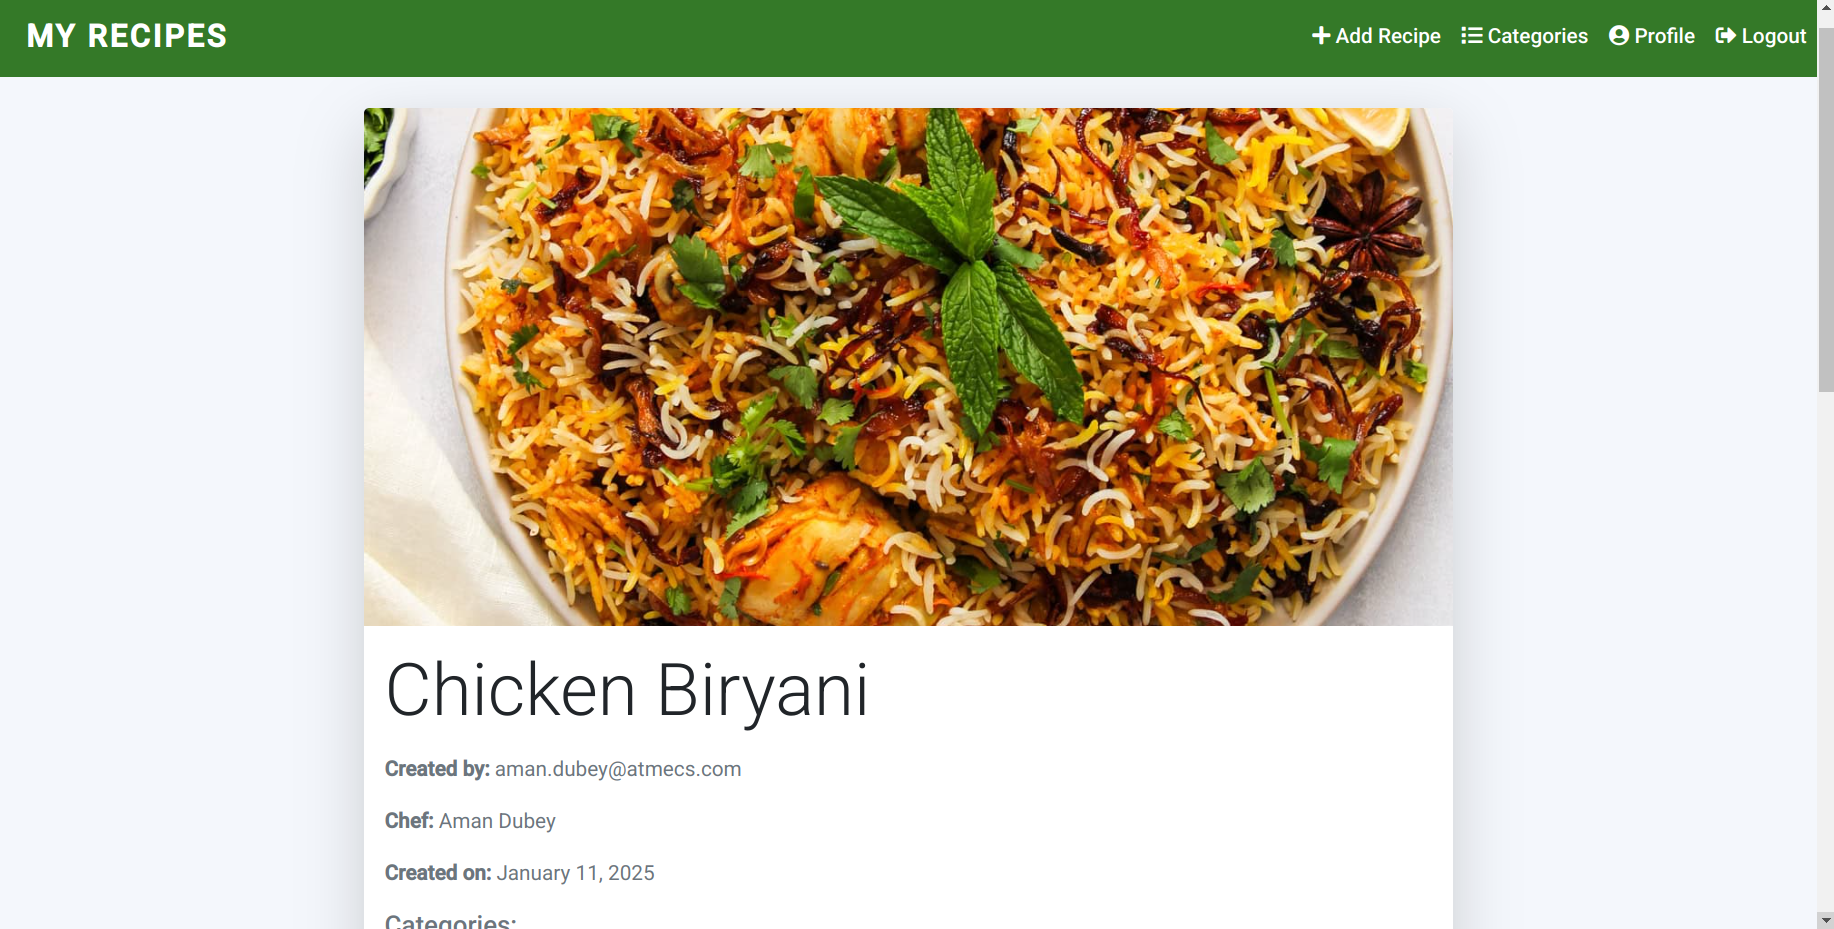 MY RECIPES
Add Recipe Categories Profile Logout
Chicken Biryani
Created by: aman.dubey@atmecs.com
Chef: Aman Dubey
Created on: January 11, 2025
Categories: